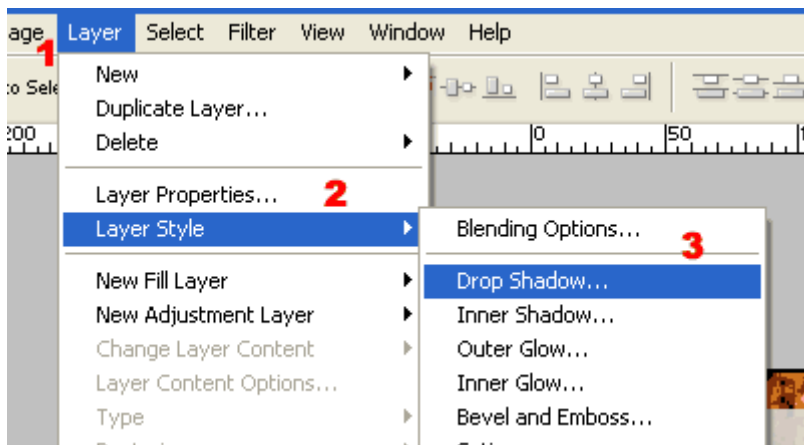 age Layer Select Filter View Window Help
1
to Sele
New
Duplicate Layer...
200 0 50
Delete
Layer Properties... 2
Layer Style
Blending Options... 3
New Fill Layer
Drop Shadow...
New Adjustment Layer
Inner Shadow...
Change Layer Content
Outer Glow...
Layer Content Options...
Inner Glow...
Type
Bevel and Emboss...